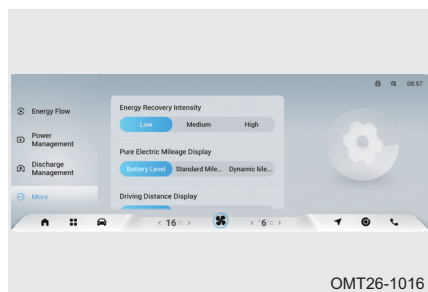 08:57
Energy Flow
Power
Management
Discharge
Management
More
Energy Recovery Intensity
Low Medium High
Pure Electric Mileage Display
Battery Level Standard Mile... Dynamic Mile...
Driving Distance Display
< 16°C > < 16°C >
OMT26-1016